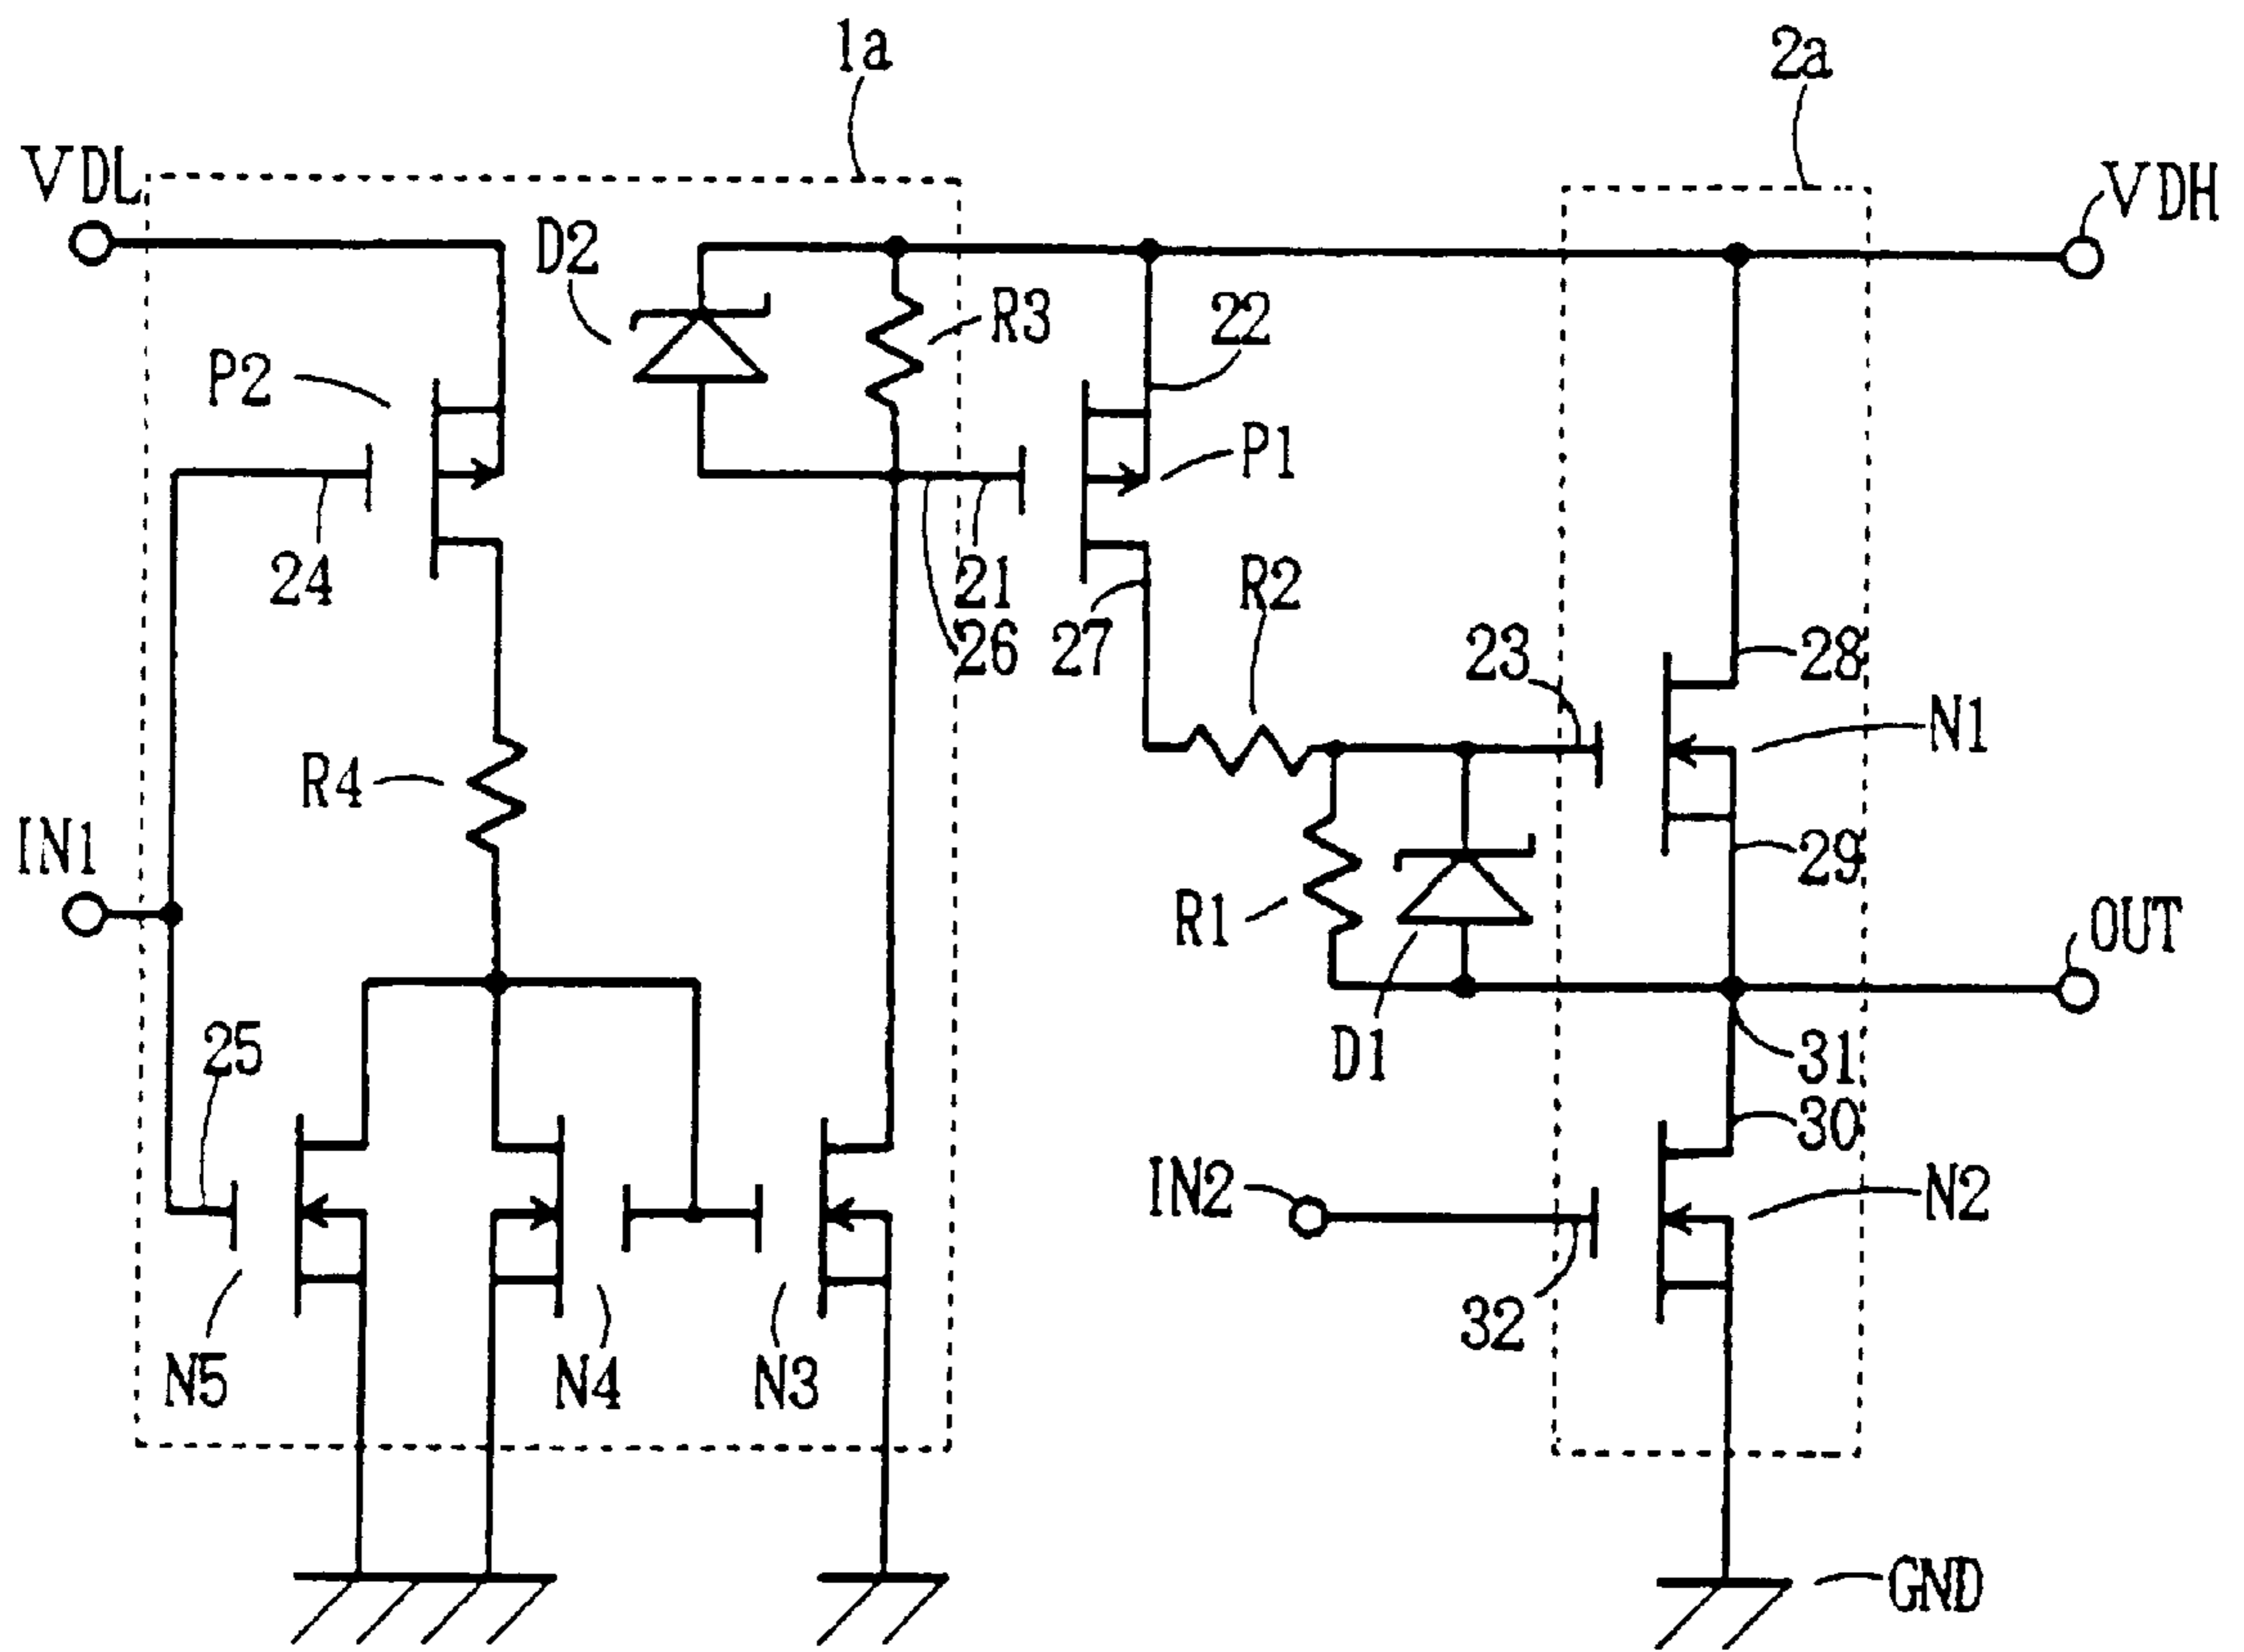 1a
2a
VDL
VDH
D2
R3
22
P2
P1
24
21
R2
26
27
23
28
N1
R4
IN1
29
R1
OUT
25
D1
31
30
IN2
N2
32
N5
N4
N3
GND